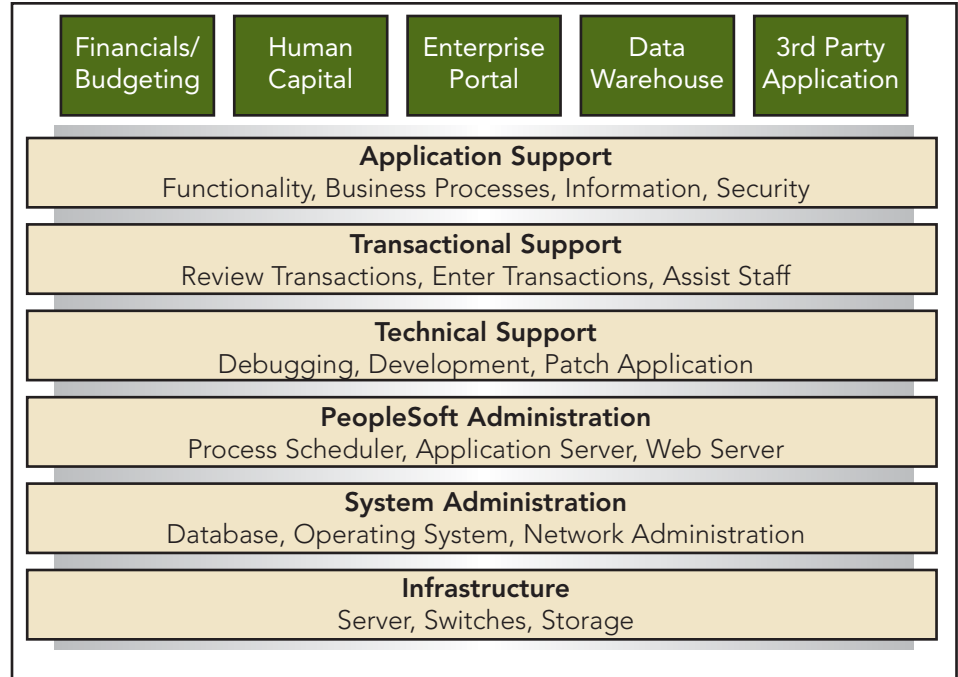 Financials/
Budgeting
Human
Capital
Enterprise
Portal
Data
Warehouse
3rd Party
Application
Application Support
Functionality, Business Processes, Information, Security
Transactional Support
Review Transactions, Enter Transactions, Assist Staff
Technical Support
Debugging, Development, Patch Application
PeopleSoft Administration
Process Scheduler, Application Server, Web Server
System Administration
Database, Operating System, Network Administration
Infrastructure
Server, Switches, Storage